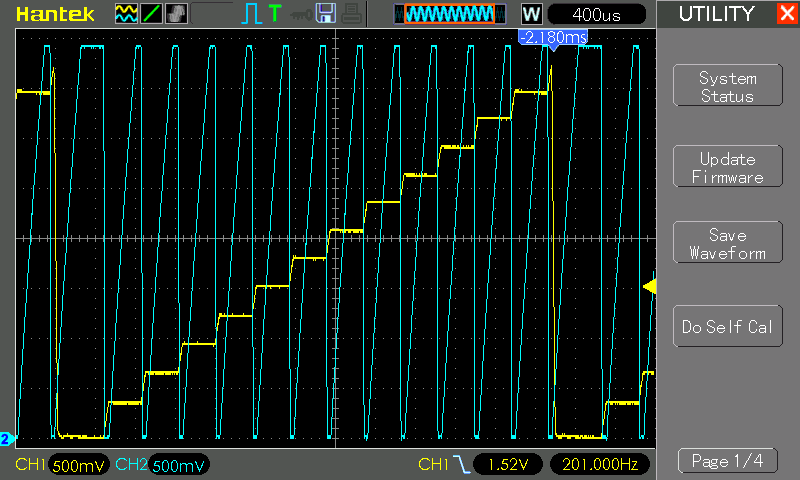 Hantek T W 400us UTILITY
-2.180ms
System
Status
Update
Firmware
Save
Waveform
Do Self Cal
2
CH1 500mV CH2 500mV CH1 1.52V 201.000Hz Page 1/4